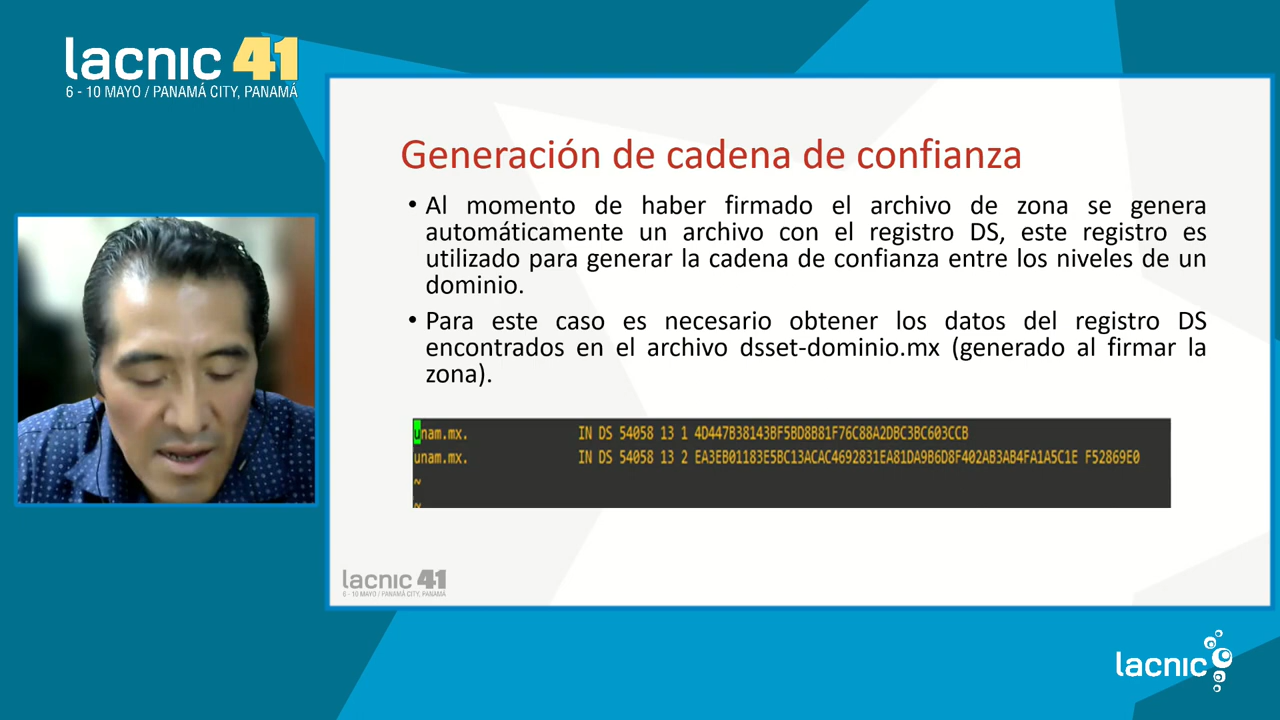 lacnic 41
6 - 10 MAYO / PANAMÁ CITY, PANAMÁ
Generación de cadena de confianza
• Al momento de haber firmado el archivo de zona se genera
automáticamente un archivo con el registro DS, este registro es
utilizado para generar la cadena de confianza entre los niveles de un
dominio.
• Para este caso es necesario obtener los datos del registro DS
encontrados en el archivo dsset-dominio.mx (generado al firmar la
zona).
unam.mx. IN DS 54058 13 1 4D447B38143BF5BD8B81F76C88A2DBC3BC603CCB
unam.mx. IN DS 54058 13 2 EA3EB01183E5BC13ACAC4692831EA81DA9B6D8F402AB3AB4FA1A5C1E F52869E0
~
~
lacnic 41
6 - 10 MAYO / PANAMÁ CITY, PANAMÁ
lacnic